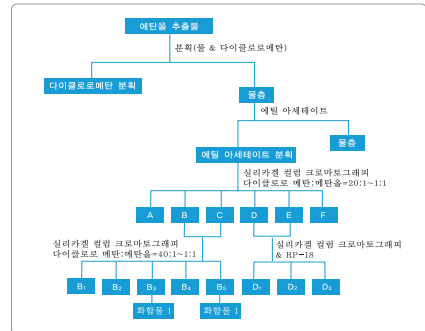 에탄올 추출물
분획(물 & 다이클로로메탄)
다이클로로메탄 분획
물층
에틸 아세테이트
물층
에틸 아세테이트 분획
실리카겔 컬럼 크로마토그래피
다이클로로 메탄:메탄올=20:1~1:1
A B C D E F
실리카겔 컬럼 크로마토그래피
다이클로로 메탄:메탄올=40:1~1:1
실리카겔 컬럼 크로마토그래피
& RP-18
B₁ B₂ B₃ B₄ B₅ D₁ D₂ D₃
화합물 1 화합물 1